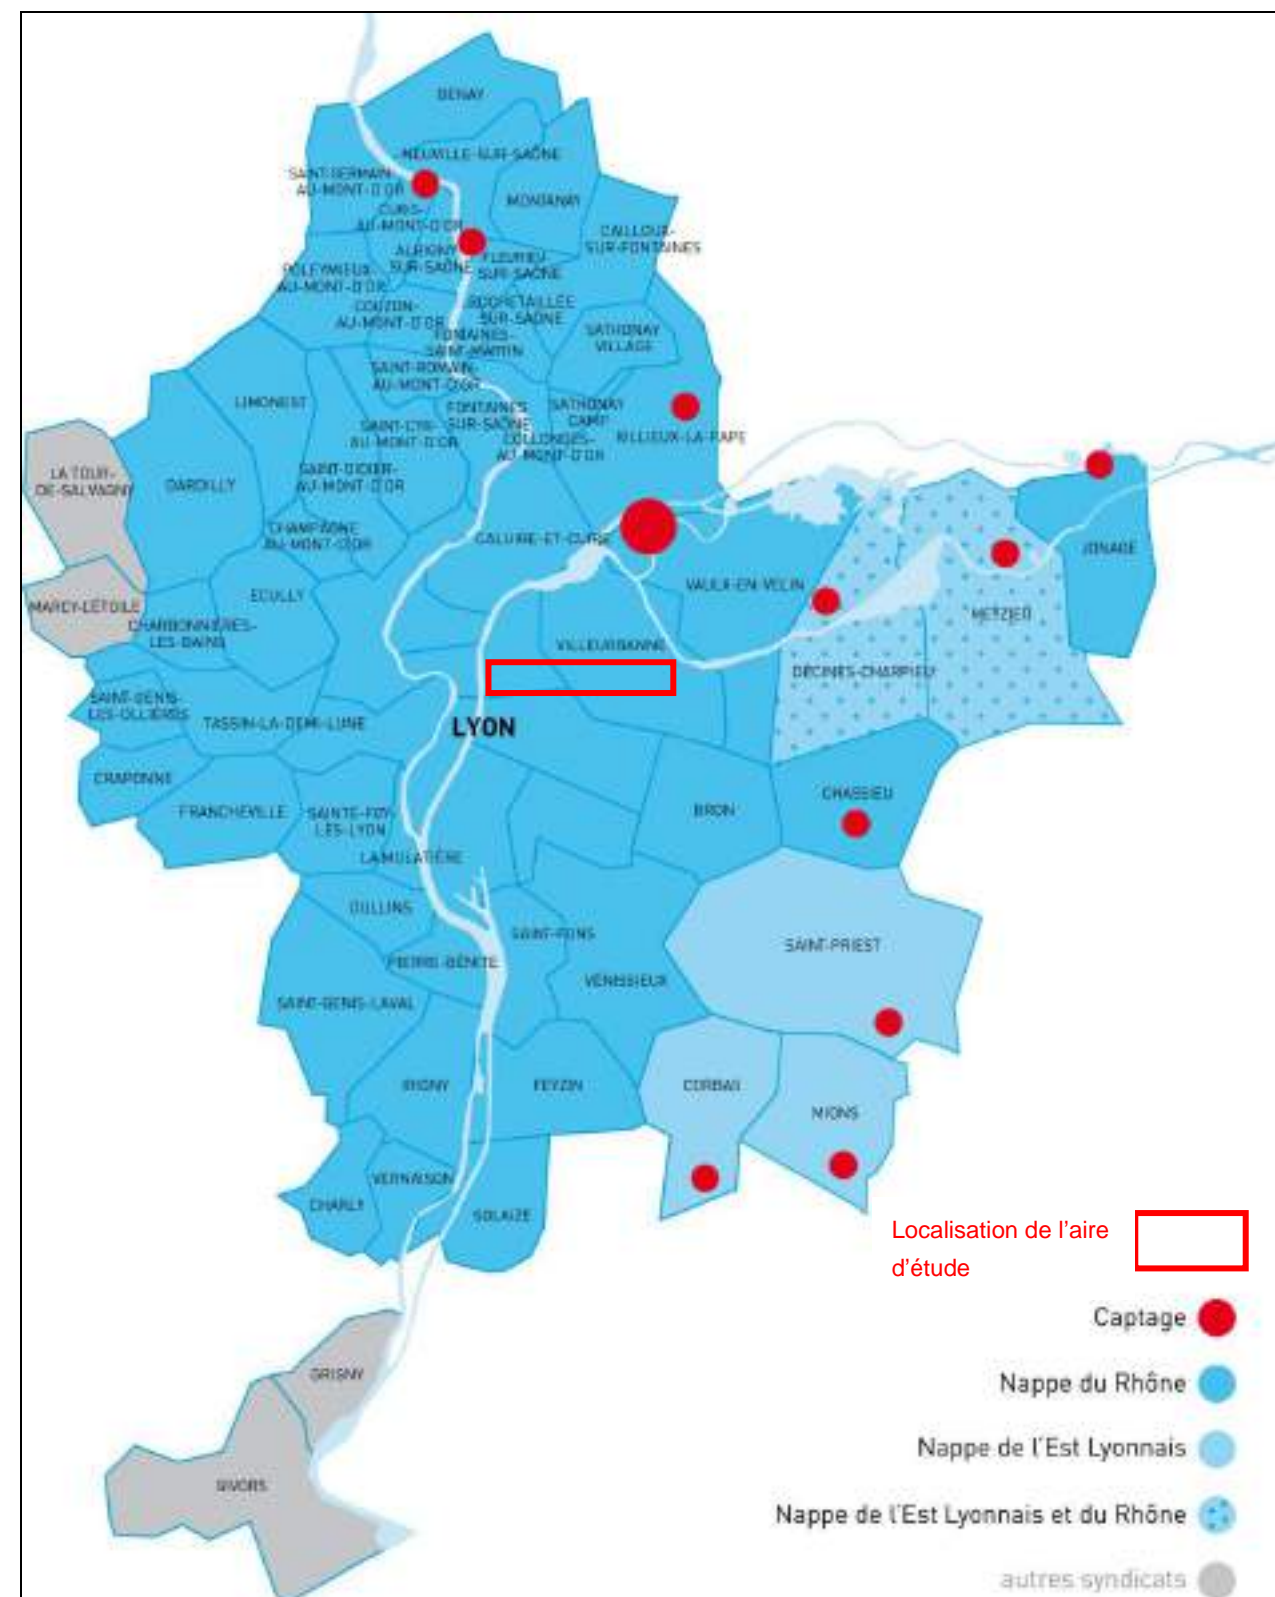 GENAY
NEUVILLE-SUR-SAÔNE
SAINT-GERMAIN-
AU-MONT-D'OR
MONTANAY
CURIS-
AU-MONT-D'OR
CAILLOUX-
SUR-FONTAINES
ALBIGNY-
SUR-SAÔNE
FLEURIEU-
SUR-SAÔNE
POLEYMIEUX-
AU-MONT-D'OR
COUZON-
AU-MONT-D'OR
ROCHETAILLÉE
SUR-SAÔNE
SATHONAY
VILLAGE
FONTAINES-
SAINT-MARTIN
SAINT-ROMAIN-
AU-MONT-D'OR
LIMONEST
FONTAINES
SUR-SAÔNE
SATHONAY
CAMP
SAINT-CYR-
AU-MONT-D'OR
COLLONGES-
AU-MONT-D'OR
RILLIEUX-LA-PAPE
LA TOUR-
DE-SALVAGNY
DARDILLY
SAINT-DIDIER-
AU-MONT-D'OR
CHAMPAGNE
AU-MONT-D'OR
CALUIRE-ET-CUIRE
JONAGE
VAULX-EN-VELIN
ECULLY
MARCY-L'ÉTOILE
CHARBONNIÈRES-
LES-BAINS
MEYZIEU
VILLEURBANNE
DÉCINES-CHARPIEU
SAINT-GENIS-
LES-OLLIÈRES
TASSIN-LA-DEMI-LUNE
LYON
CRAPONNE
FRANCHEVILLE
SAINTE-FOY-
LÈS-LYON
BRON
CHASSIEU
LA MULATIÈRE
OULLINS
SAINT-FONS
SAINT-PRIEST
PIERRE-BÉNITE
VÉNISSIEUX
SAINT-GENIS-LAVAL
IRIGNY
FEYZIN
CORBAS
MIONS
VERNAISON
CHARLY
SOLAIZE
GRIGNY
GIVORS
Localisation de l'aire
d'étude
Captage
Nappe du Rhône
Nappe de l'Est Lyonnais
Nappe de l'Est Lyonnais et du Rhône
autres syndicats